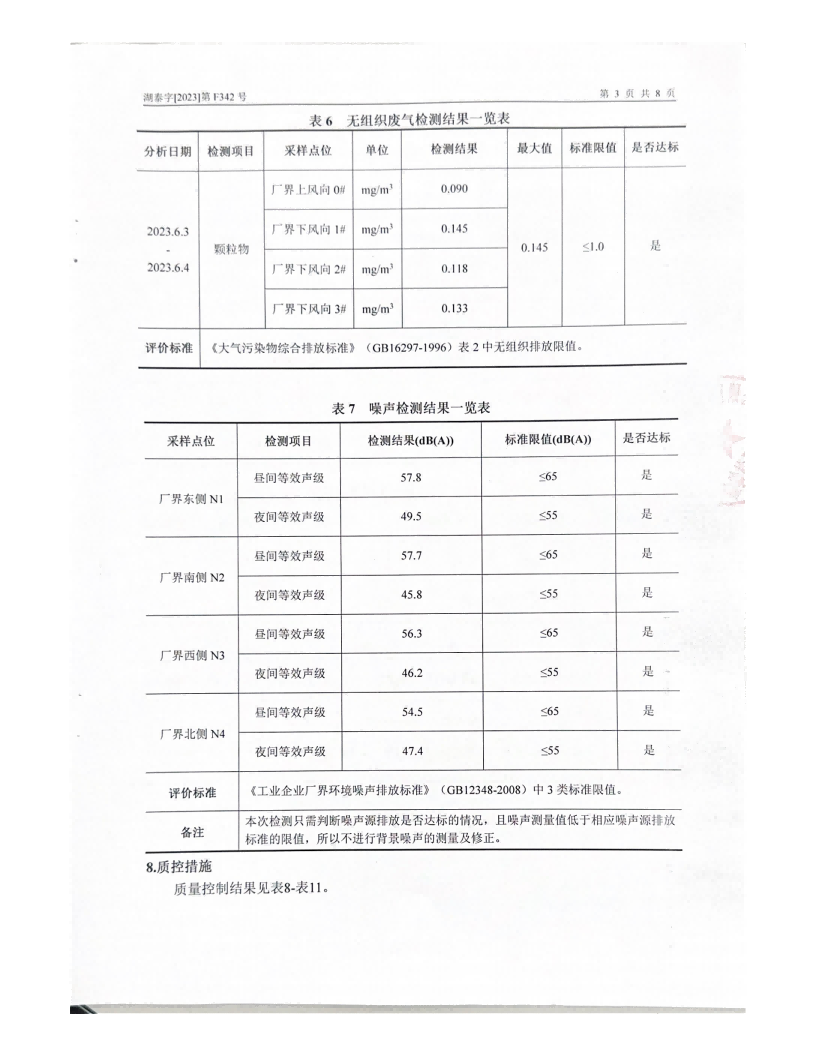 湖泰字[2023]第 F342 号
第 3 页 共 8 页
表 6 无组织废气检测结果一览表
分析日期 检测项目 采样点位 单位 检测结果 最大值 标准限值 是否达标
2023.6.3 - 2023.6.4 颗粒物 厂界上风向 0# mg/m³ 0.090 0.145 ≤1.0 是
厂界下风向 1# mg/m³ 0.145
厂界下风向 2# mg/m³ 0.118
厂界下风向 3# mg/m³ 0.133
评价标准 《大气污染物综合排放标准》（GB16297-1996）表 2 中无组织排放限值。
表 7 噪声检测结果一览表
采样点位 检测项目 检测结果(dB(A)) 标准限值(dB(A)) 是否达标
厂界东侧 N1 昼间等效声级 57.8 ≤65 是
夜间等效声级 49.5 ≤55 是
厂界南侧 N2 昼间等效声级 57.7 ≤65 是
夜间等效声级 45.8 ≤55 是
厂界西侧 N3 昼间等效声级 56.3 ≤65 是
夜间等效声级 46.2 ≤55 是
厂界北侧 N4 昼间等效声级 54.5 ≤65 是
夜间等效声级 47.4 ≤55 是
评价标准 《工业企业厂界环境噪声排放标准》（GB12348-2008）中 3 类标准限值。
备注 本次检测只需判断噪声源排放是否达标的情况，且噪声测量值低于相应噪声源排放
标准的限值，所以不进行背景噪声的测量及修正。
8.质控措施
质量控制结果见表8-表11。